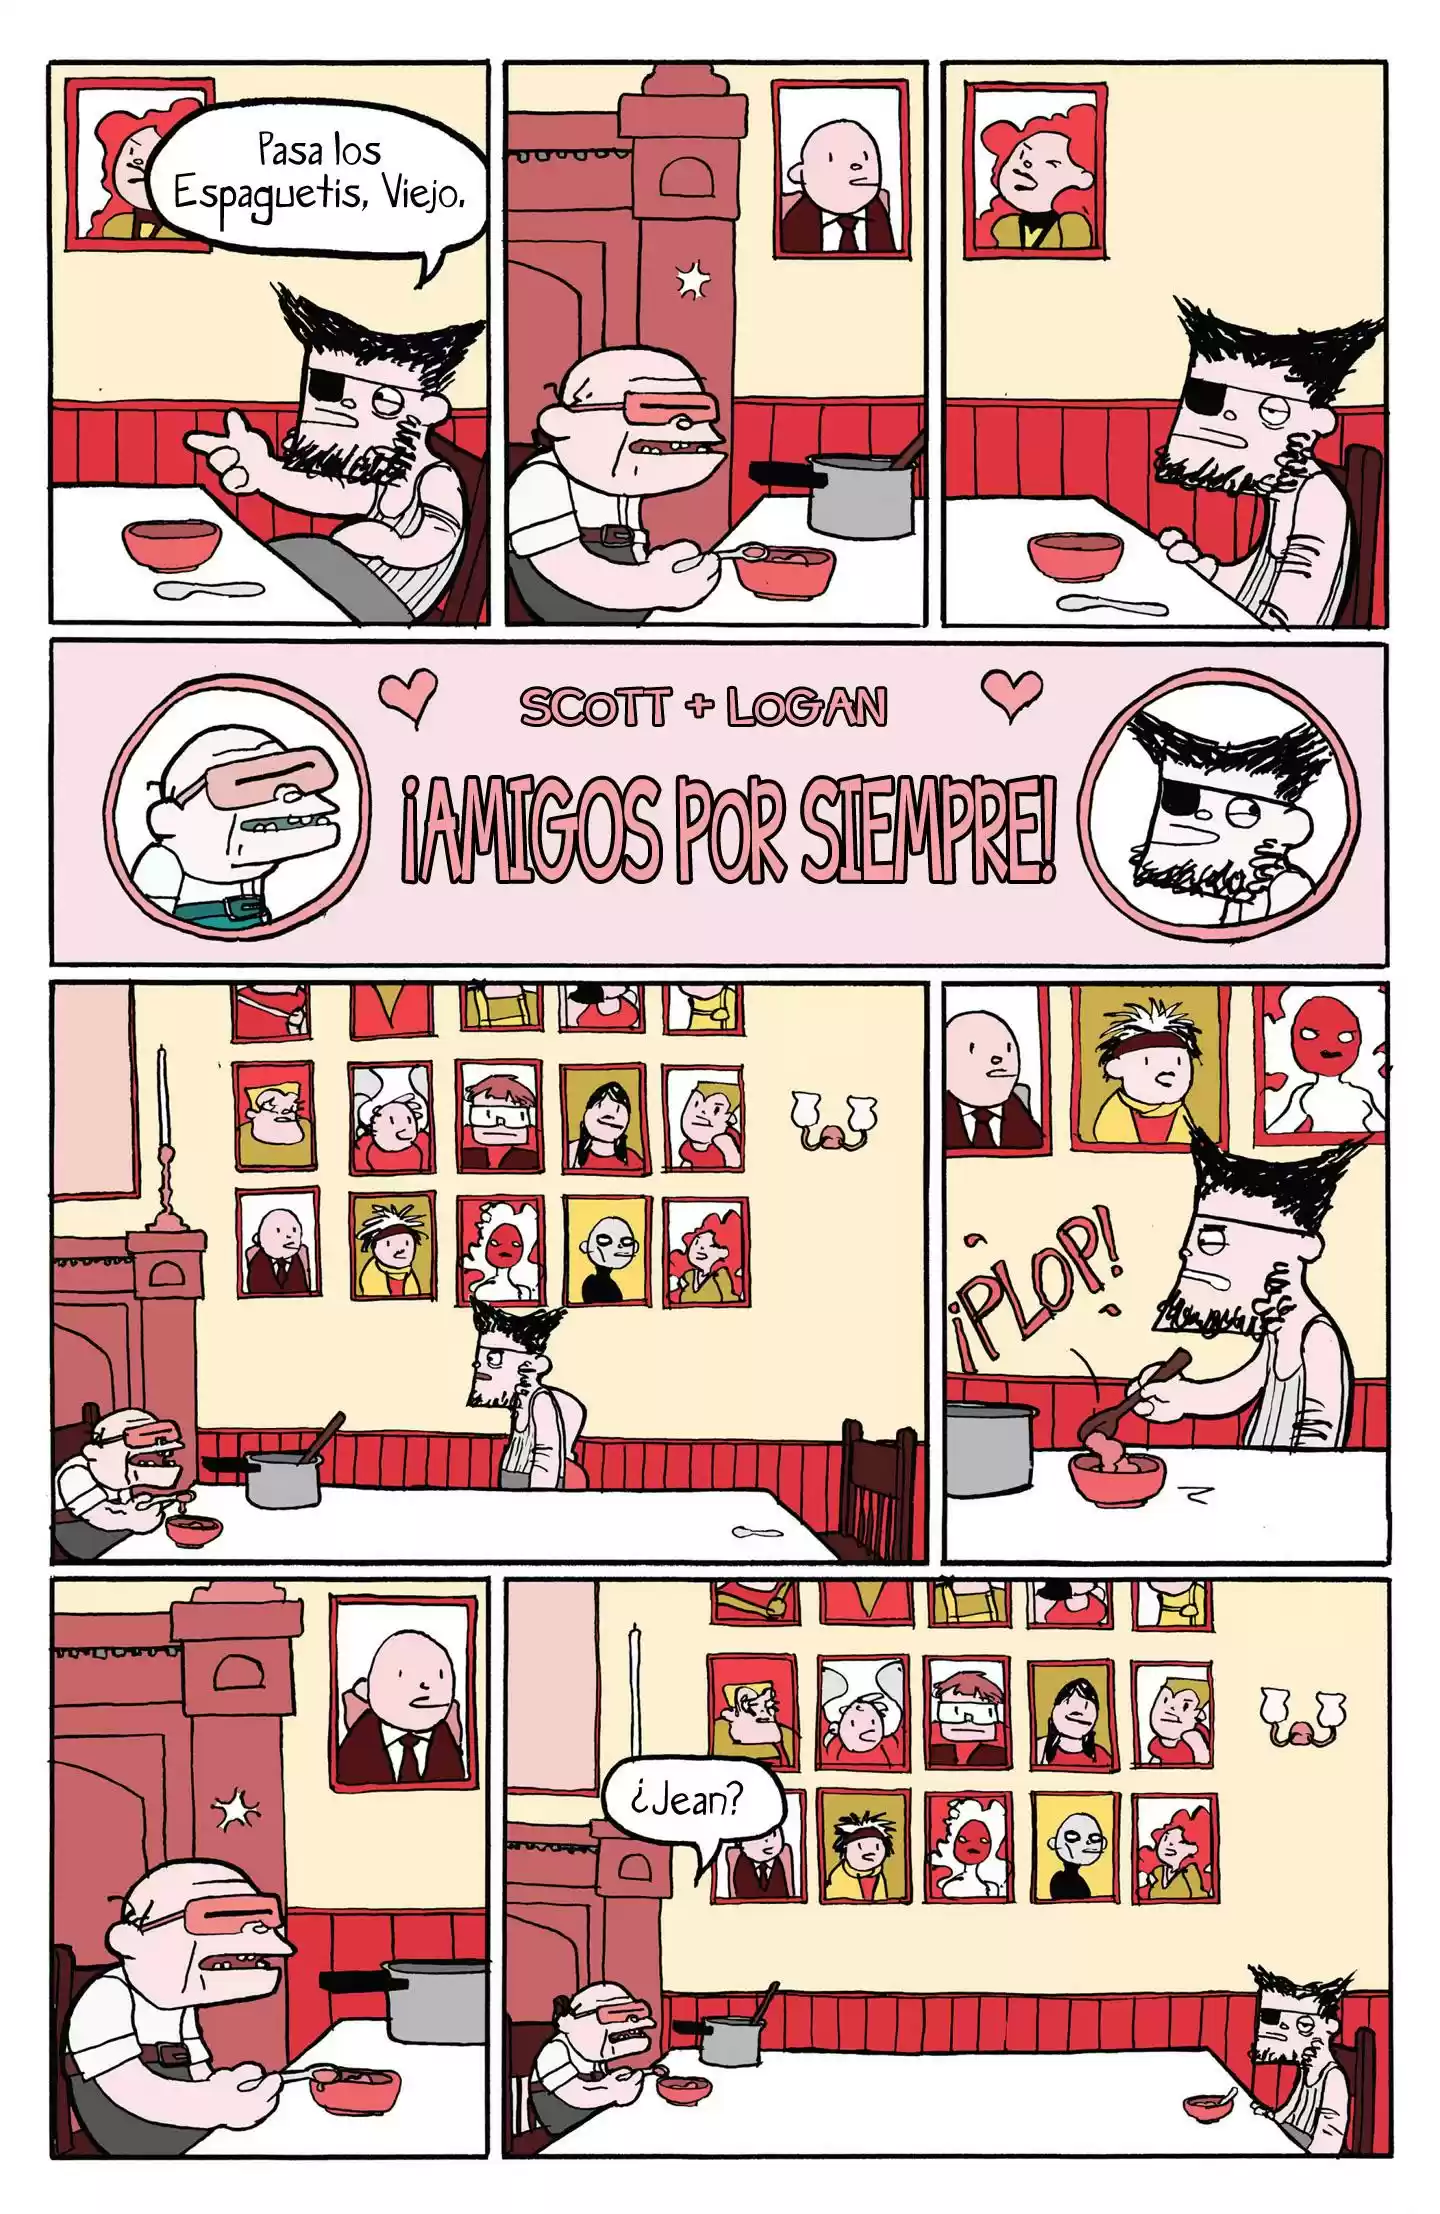 Pasa los
Espaguetis, Viejo.
SCOTT + LOGAN
¡AMIGOS POR SIEMPRE!
¡PLOP!
¿Jean?